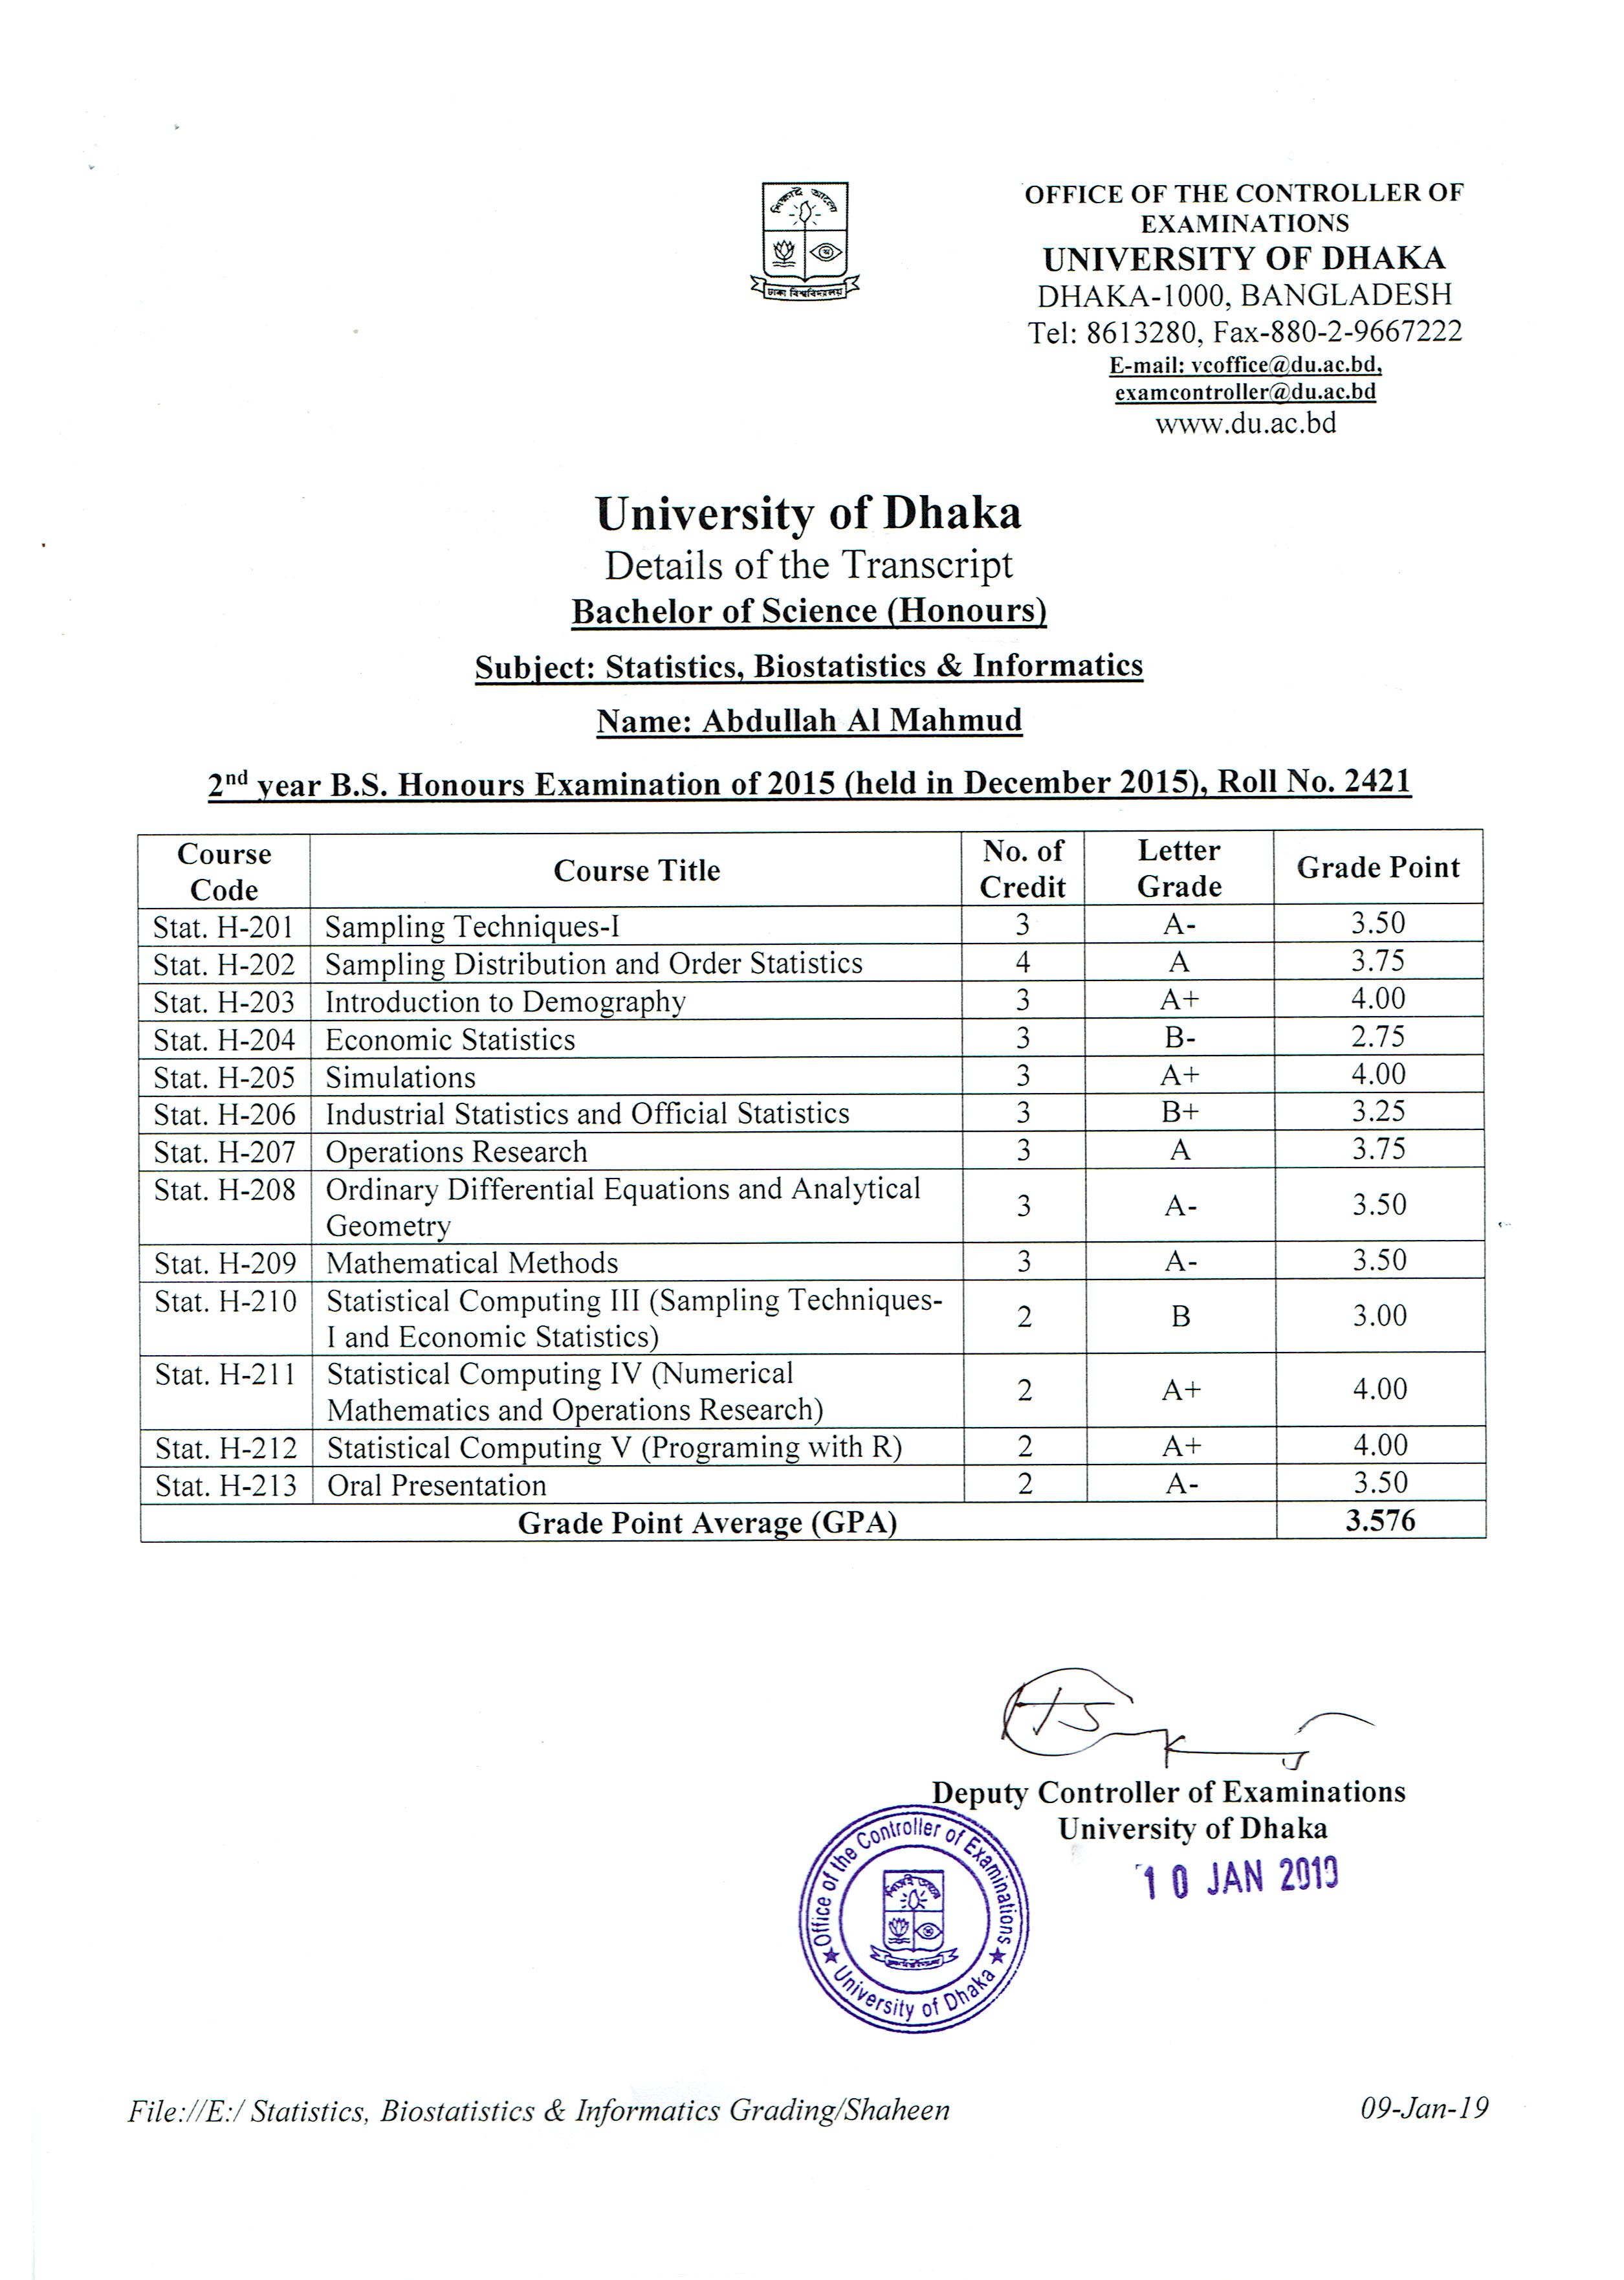 শিক্ষাই আলো
ঢাকা বিশ্ববিদ্যালয়
OFFICE OF THE CONTROLLER OF
EXAMINATIONS
UNIVERSITY OF DHAKA
DHAKA-1000, BANGLADESH
Tel: 8613280, Fax-880-2-9667222
E-mail: vcoffice@du.ac.bd,
examcontroller@du.ac.bd
www.du.ac.bd
University of Dhaka
Details of the Transcript
Bachelor of Science (Honours)
Subject: Statistics, Biostatistics & Informatics
Name: Abdullah Al Mahmud
2nd year B.S. Honours Examination of 2015 (held in December 2015), Roll No. 2421
Course Code Course Title No. of Credit Letter Grade Grade Point
Stat. H-201 Sampling Techniques-I 3 A- 3.50
Stat. H-202 Sampling Distribution and Order Statistics 4 A 3.75
Stat. H-203 Introduction to Demography 3 A+ 4.00
Stat. H-204 Economic Statistics 3 B- 2.75
Stat. H-205 Simulations 3 A+ 4.00
Stat. H-206 Industrial Statistics and Official Statistics 3 B+ 3.25
Stat. H-207 Operations Research 3 A 3.75
Stat. H-208 Ordinary Differential Equations and Analytical
Geometry 3 A- 3.50
Stat. H-209 Mathematical Methods 3 A- 3.50
Stat. H-210 Statistical Computing III (Sampling Techniques-
I and Economic Statistics) 2 B 3.00
Stat. H-211 Statistical Computing IV (Numerical
Mathematics and Operations Research) 2 A+ 4.00
Stat. H-212 Statistical Computing V (Programing with R) 2 A+ 4.00
Stat. H-213 Oral Presentation 2 A- 3.50
Grade Point Average (GPA) 3.576
Deputy Controller of Examinations
University of Dhaka
10 JAN 2019
Office of the Controller of Examinations
University of Dhaka
File://E:/ Statistics, Biostatistics & Informatics Grading/Shaheen 09-Jan-19